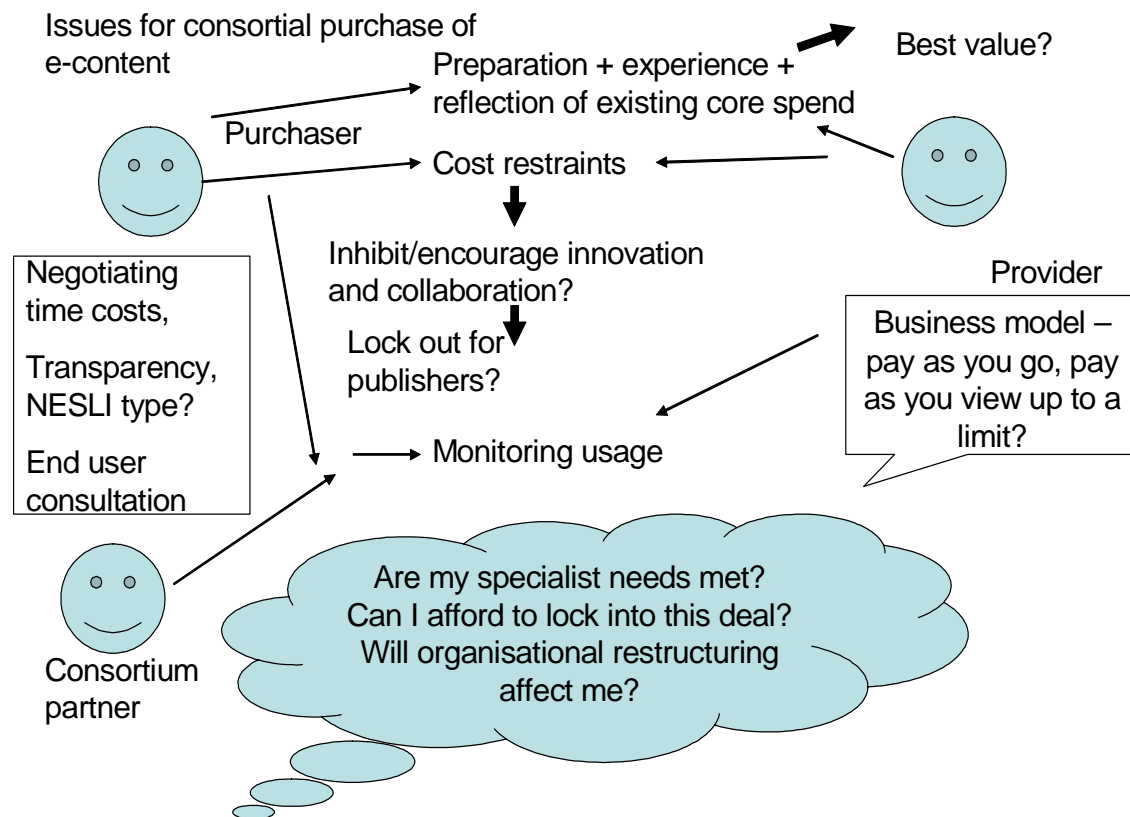 Issues for consortial purchase of
e-content
Best value?
Preparation + experience +
reflection of existing core spend
Purchaser
Cost restraints
Inhibit/encourage innovation
and collaboration?
Provider
Negotiating
time costs,
Transparency,
NESLI type?
End user
consultation
Business model –
pay as you go, pay
as you view up to a
limit?
Lock out for
publishers?
Monitoring usage
Are my specialist needs met?
Can I afford to lock into this deal?
Will organisational restructuring
affect me?
Consortium
partner